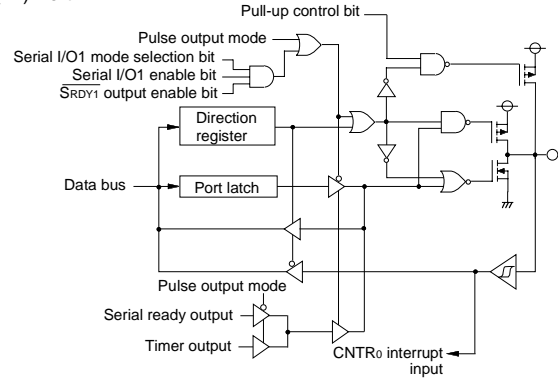 Pull-up control bit
Pulse output mode
Serial I/O1 mode selection bit
Serial I/O1 enable bit
SRDY1 output enable bit
Direction
register
Data bus
Port latch
Pulse output mode
Serial ready output
Timer output
CNTR0 interrupt
input